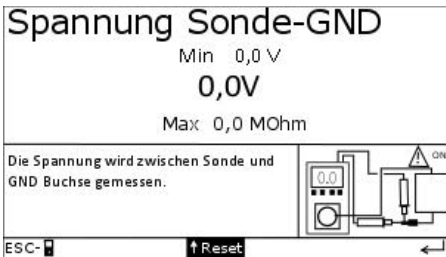 Spannung Sonde-GND
Min 0,0 V
0,0V
Max 0,0 MOhm
Die Spannung wird zwischen Sonde und
GND Buchse gemessen.
0.0
ON
ESC-
↑ Reset